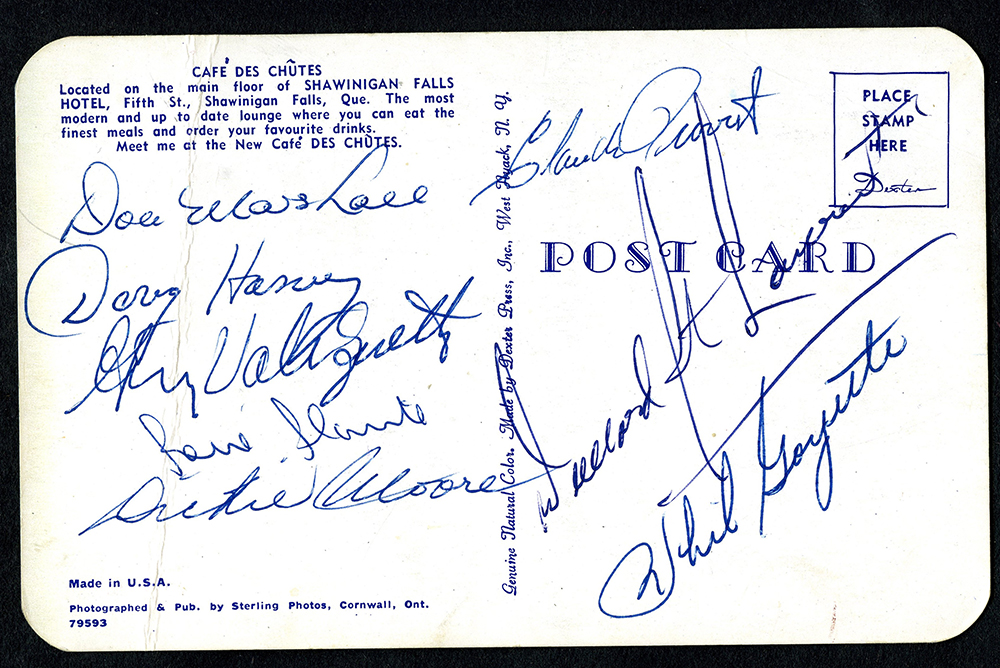 CAFÉ DES CHÛTES
Located on the main floor of SHAWINIGAN FALLS
HOTEL, Fifth St., Shawinigan Falls, Que. The most
modern and up to date lounge where you can eat the
finest meals and order your favourite drinks.
Meet me at the New Café DES CHÛTES.
Don Marshall
Doug Harvey
Dickie Moore
Made in U.S.A.
Photographed & Pub. by Sterling Photos, Cornwall, Ont.
79593
Genuine Natural Color. Made by Dexter Press, Inc., West Nyack, N. Y.
Claude Provost
PLACE
STAMP
HERE
Dexter
POST CARD
Phil Goyette